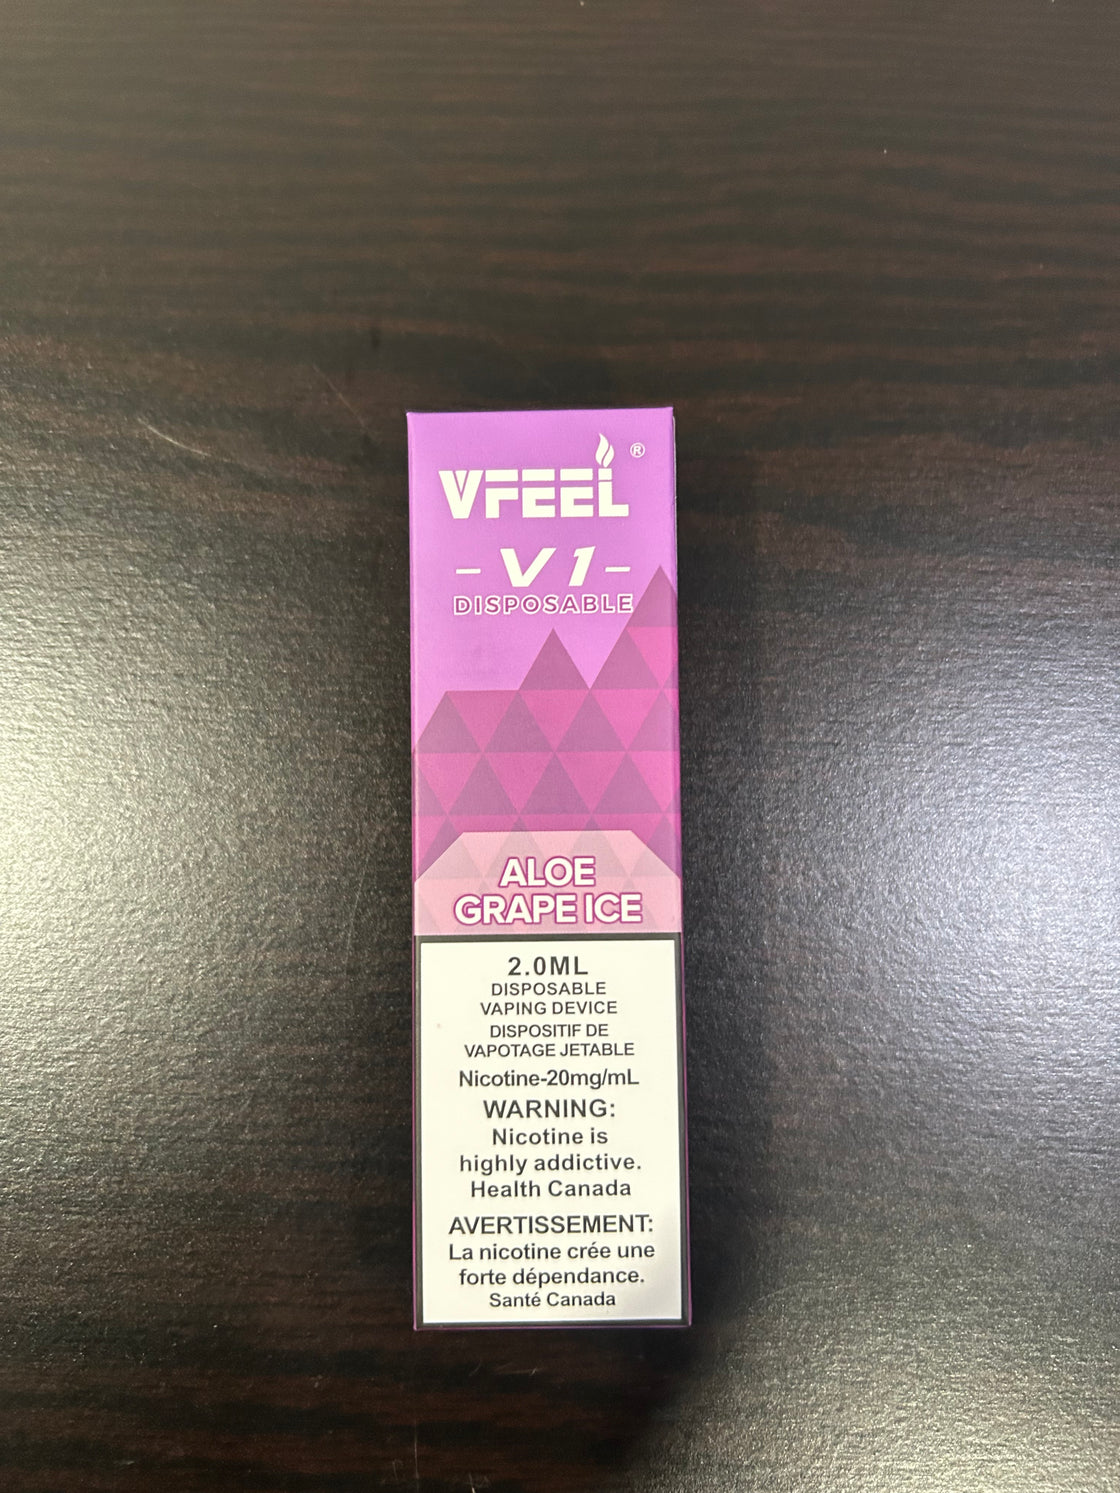 VFEEL®
-V1-
DISPOSABLE
ALOE
GRAPE ICE
2.0ML
DISPOSABLE
VAPING DEVICE
DISPOSITIF DE
VAPOTAGE JETABLE
Nicotine-20mg/mL
WARNING:
Nicotine is
highly addictive.
Health Canada
AVERTISSEMENT:
La nicotine crée une
forte dépendance.
Santé Canada